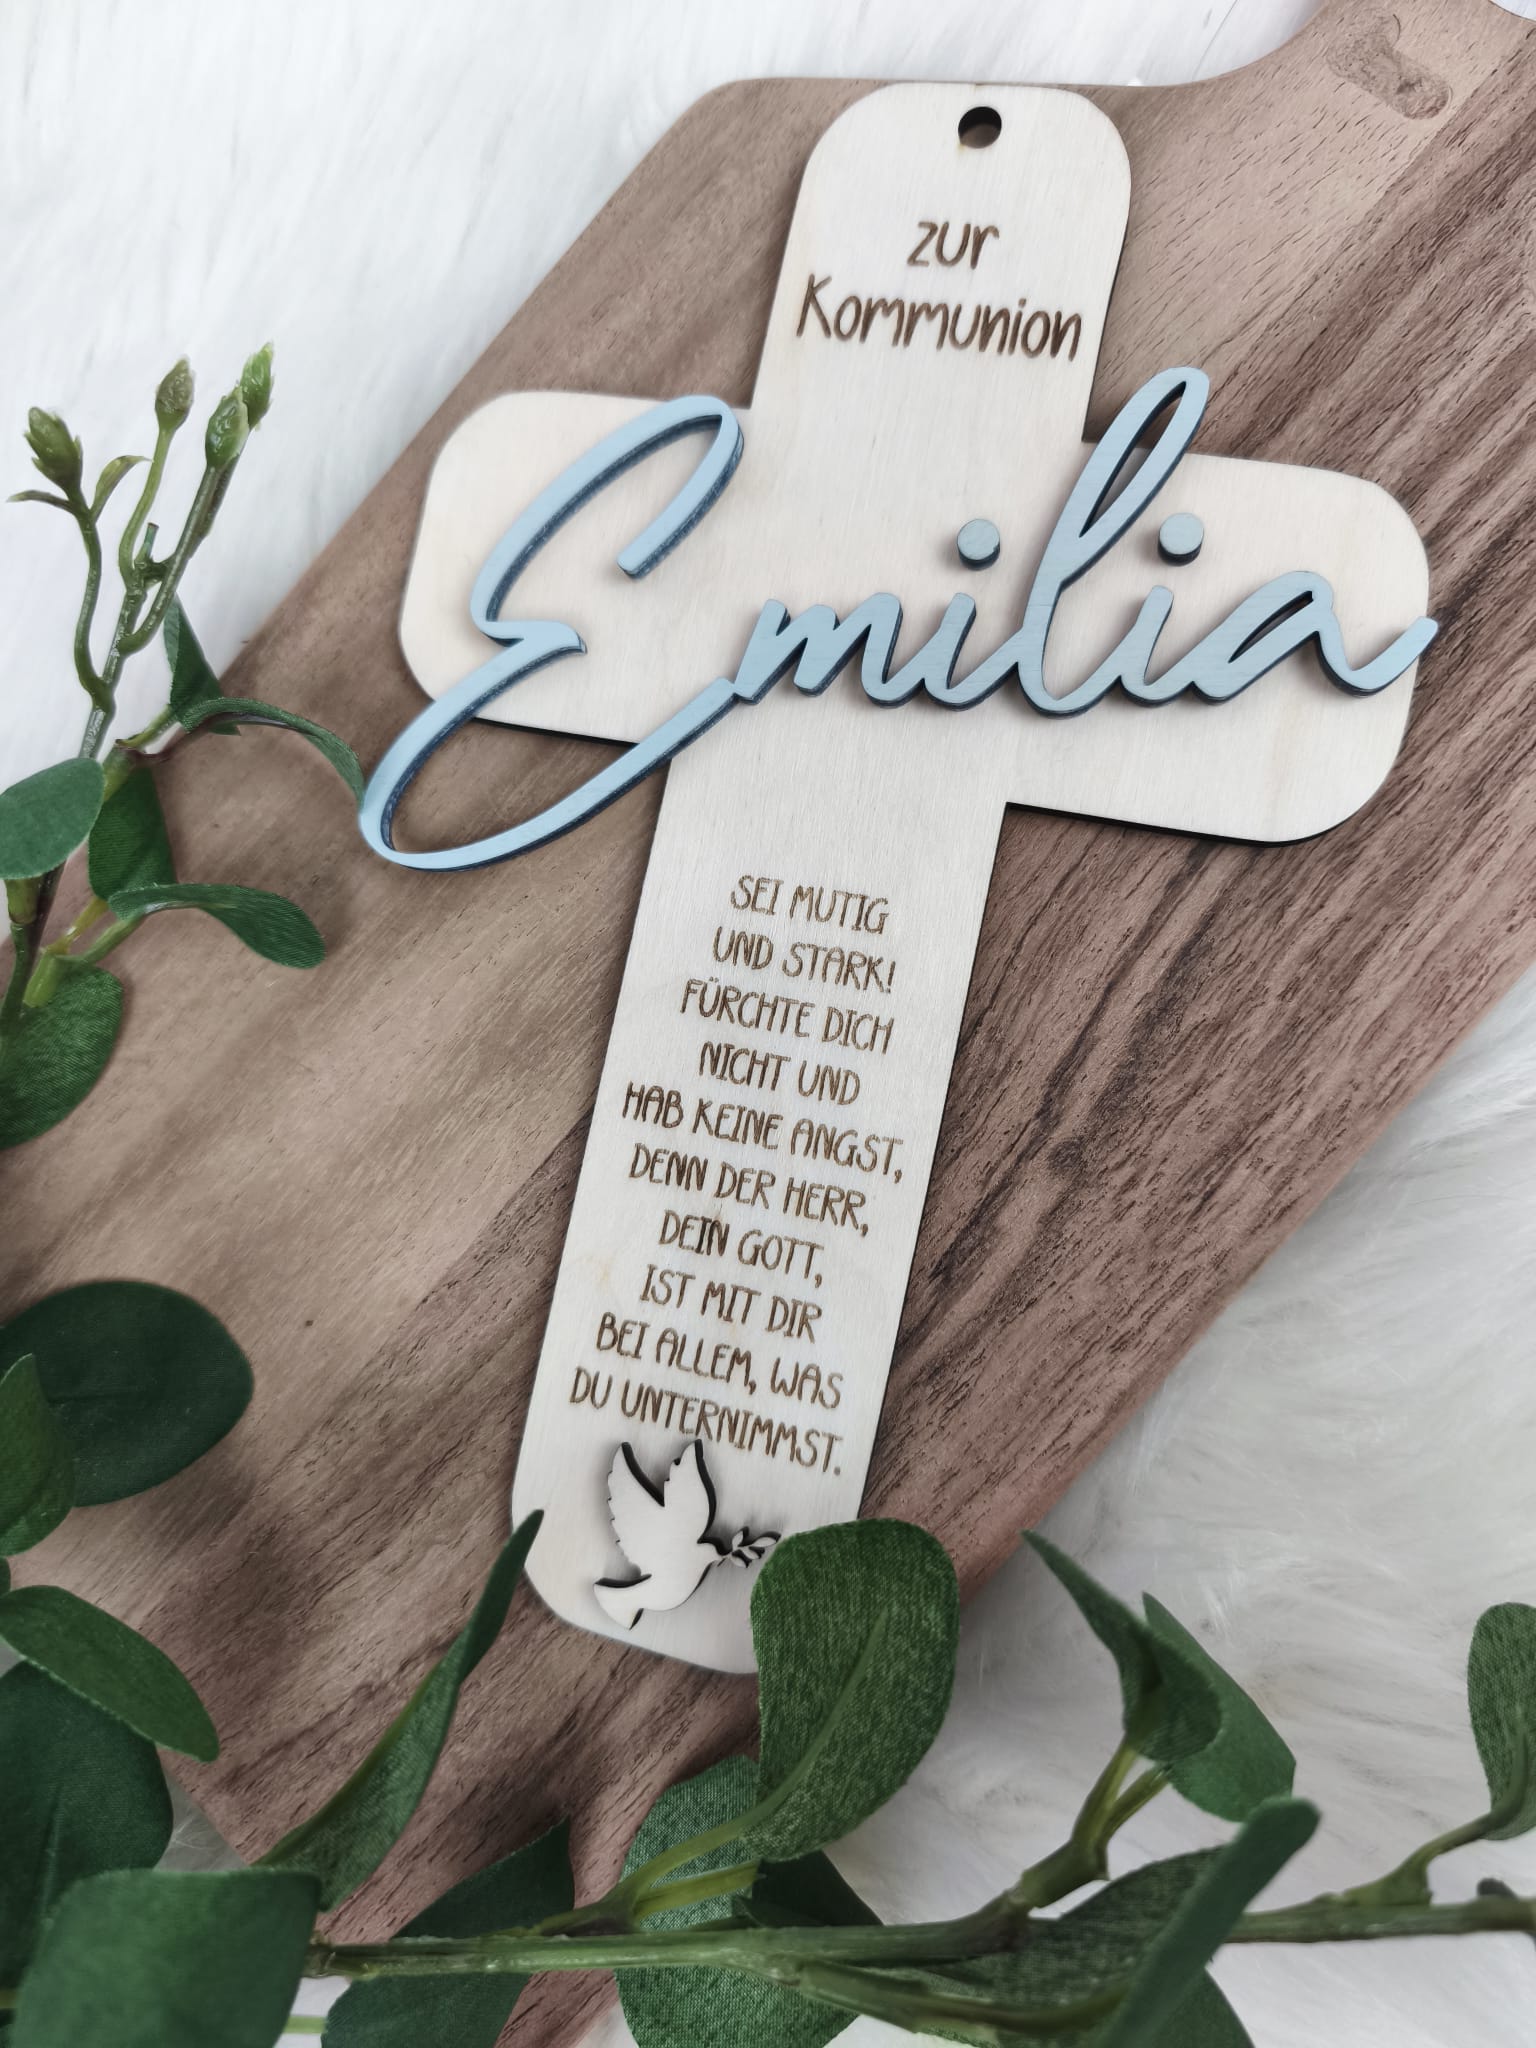 zur
Kommunion
Emilia
SEI MUTIG
UND STARK!
FÜRCHTE DICH
NICHT UND
HAB KEINE ANGST,
DENN DER HERR,
DEIN GOTT,
IST MIT DIR
BEI ALLEM, WAS
DU UNTERNIMMST.